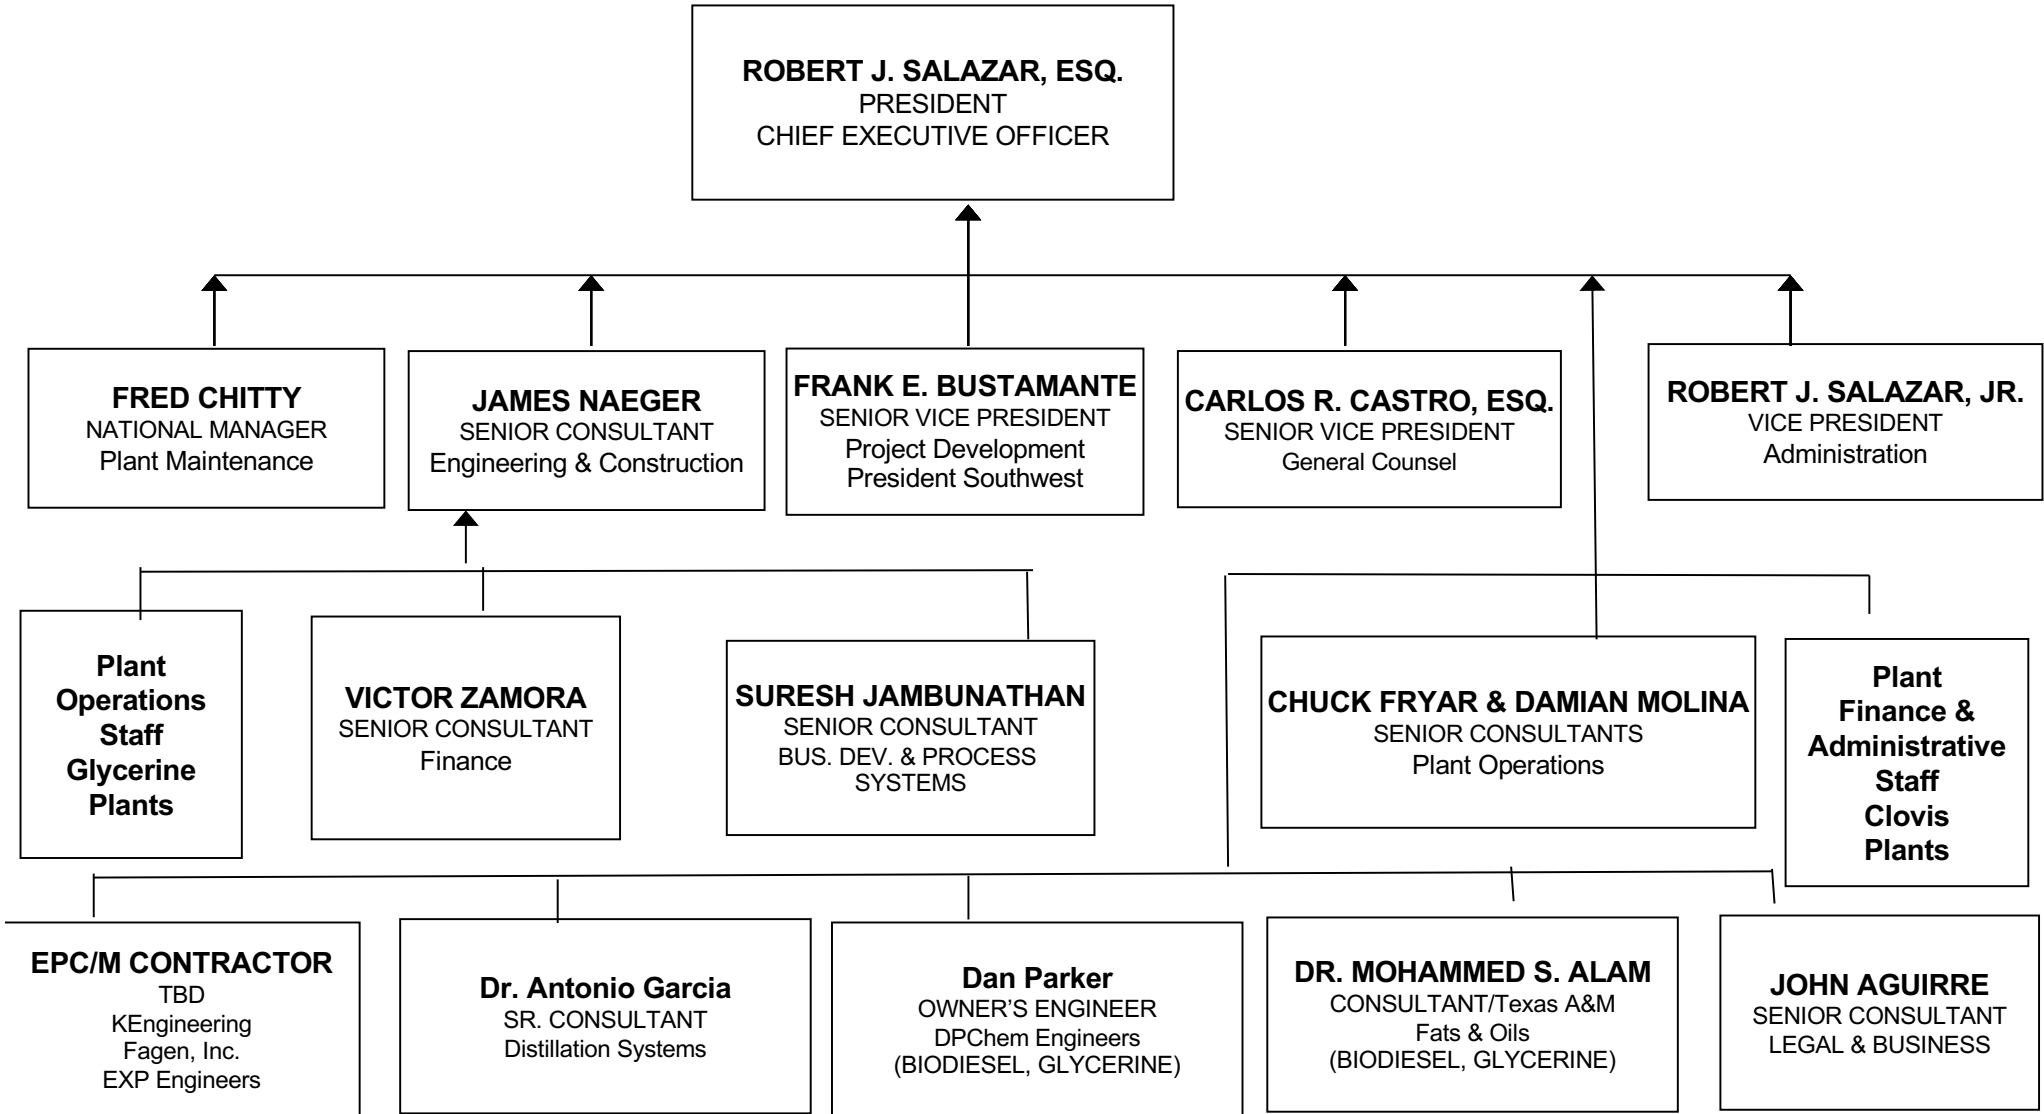 ROBERT J. SALAZAR, ESQ.
PRESIDENT
CHIEF EXECUTIVE OFFICER
FRED CHITTY
NATIONAL MANAGER
Plant Maintenance
JAMES NAEGER
SENIOR CONSULTANT
Engineering & Construction
FRANK E. BUSTAMANTE
SENIOR VICE PRESIDENT
Project Development
President Southwest
CARLOS R. CASTRO, ESQ.
SENIOR VICE PRESIDENT
General Counsel
ROBERT J. SALAZAR, JR.
VICE PRESIDENT
Administration
Plant
Operations
Staff
Glycerine
Plants
VICTOR ZAMORA
SENIOR CONSULTANT
Finance
SURESH JAMBUNATHAN
SENIOR CONSULTANT
BUS. DEV. & PROCESS
SYSTEMS
CHUCK FRYAR & DAMIAN MOLINA
SENIOR CONSULTANTS
Plant Operations
Plant
Finance &
Administrative
Staff
Clovis
Plants
EPC/M CONTRACTOR
TBD
KEngineering
Fagen, Inc.
EXP Engineers
Dr. Antonio Garcia
SR. CONSULTANT
Distillation Systems
Dan Parker
OWNER’S ENGINEER
DPChem Engineers
(BIODIESEL, GLYCERINE)
DR. MOHAMMED S. ALAM
CONSULTANT/Texas A&M
Fats & Oils
(BIODIESEL, GLYCERINE)
JOHN AGUIRRE
SENIOR CONSULTANT
LEGAL & BUSINESS